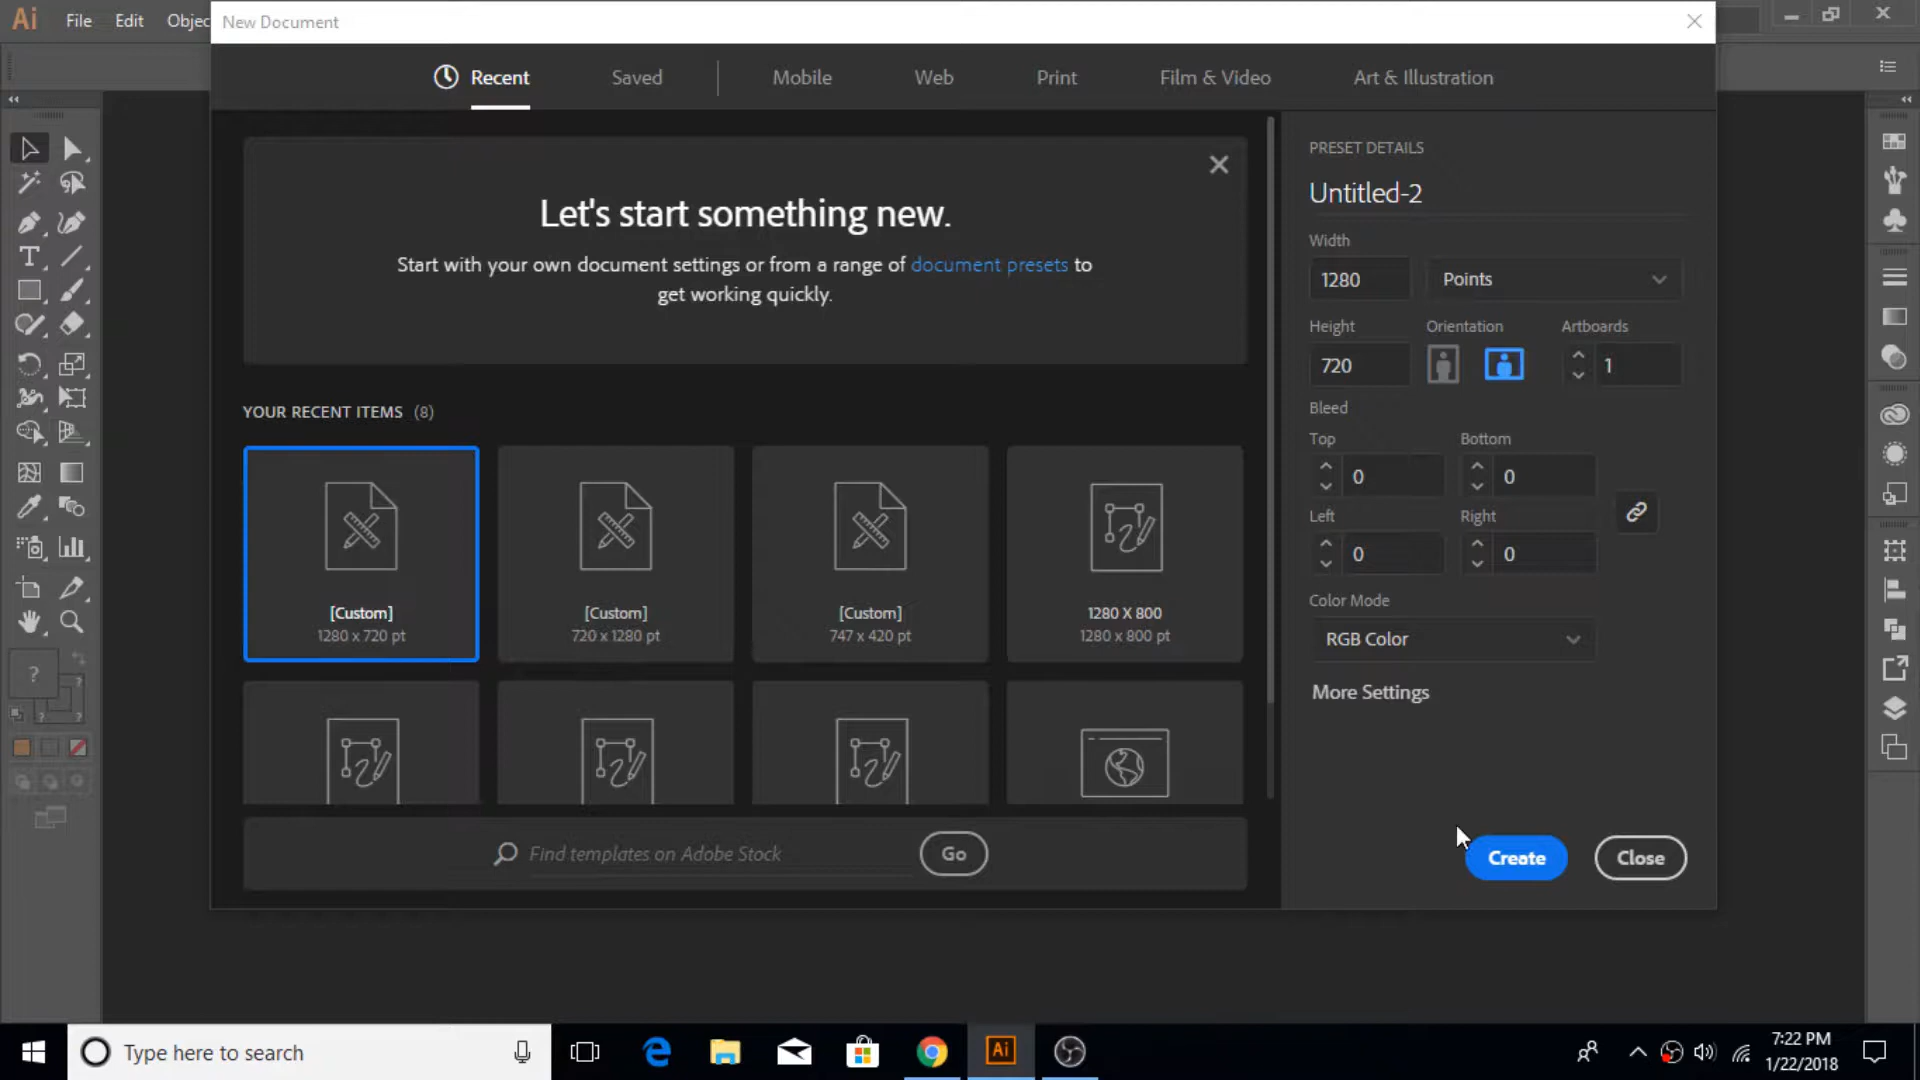 Ai File Edit Objec
New Document
Recent Saved Mobile Web Print Film & Video Art & Illustration
Let's start something new.
Start with your own document settings or from a range of document presets to
get working quickly.
YOUR RECENT ITEMS (8)
[Custom]
1280 x 720 pt
[Custom]
720 x 1280 pt
[Custom]
747 x 420 pt
1280 X 800
1280 x 800 pt
Find templates on Adobe Stock
Go
PRESET DETAILS
Untitled-2
Width
1280 Points
Height Orientation Artboards
720 1
Bleed
Top Bottom
0 0
Left Right
0 0
Color Mode
RGB Color
More Settings
Create Close
T
?
?
? ?
Type here to search
Ai
7:22 PM
1/22/2018